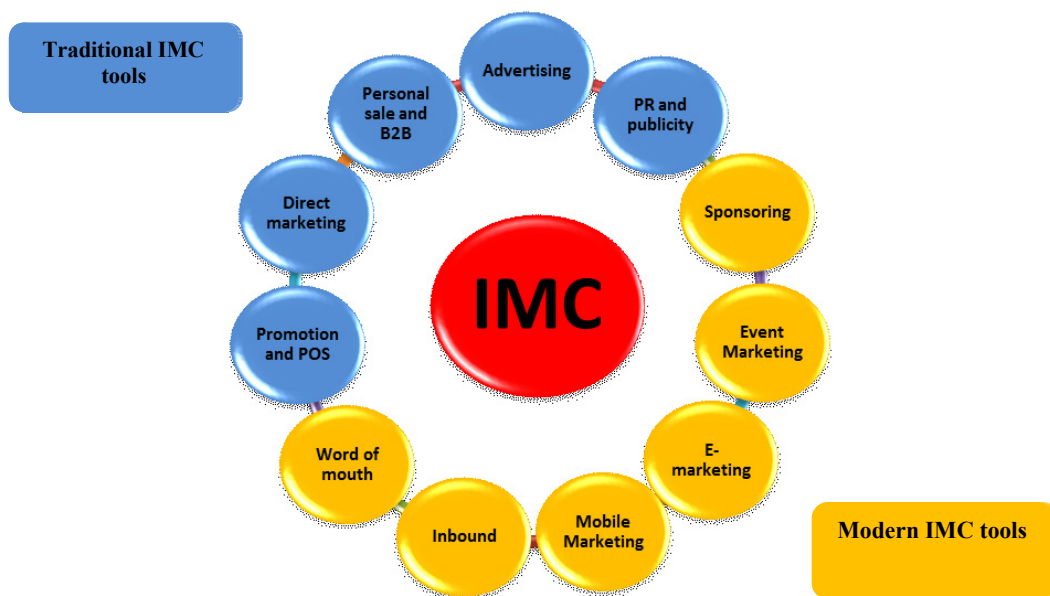 Traditional IMC
tools
Advertising
Personal
sale and
B2B
PR and
publicity
Direct
marketing
Sponsoring
IMC
Promotion
and POS
Event
Marketing
Word of
mouth
E-
marketing
Inbound
Mobile
Marketing
Modern IMC tools